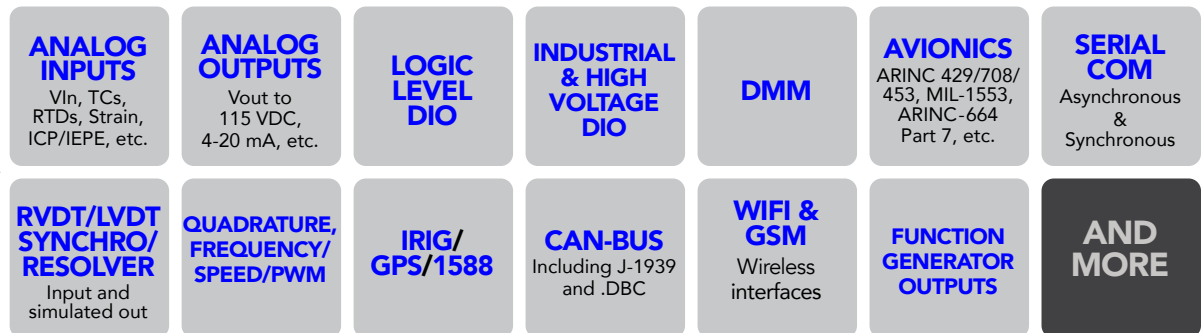 ANALOG
INPUTS
VIn, TCs,
RTDs, Strain,
ICP/IEPE, etc.
ANALOG
OUTPUTS
Vout to
115 VDC,
4-20 mA, etc.
LOGIC
LEVEL
DIO
INDUSTRIAL
& HIGH
VOLTAGE
DIO
DMM
AVIONICS
ARINC 429/708/
453, MIL-1553,
ARINC-664
Part 7, etc.
SERIAL
COM
Asynchronous
&
Synchronous
RVDT/LVDT
SYNCHRO/
RESOLVER
Input and
simulated out
QUADRATURE,
FREQUENCY/
SPEED/PWM
IRIG/
GPS/1588
CAN-BUS
Including J-1939
and .DBC
WIFI &
GSM
Wireless
interfaces
FUNCTION
GENERATOR
OUTPUTS
AND
MORE